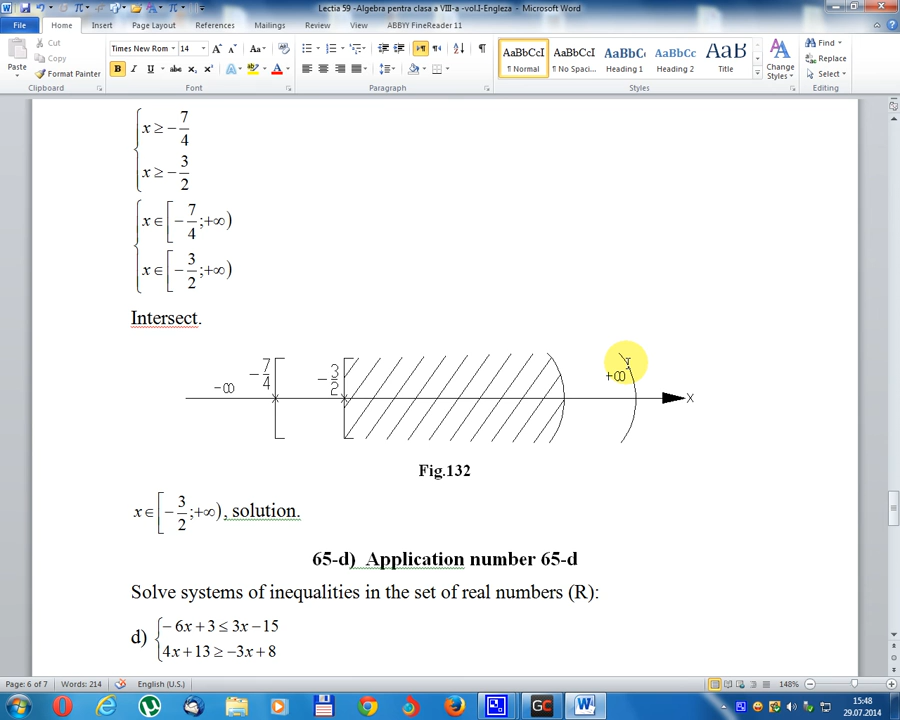 Lectia 59 -Algebra pentra clasa a VIII-a -vol.I-Engleza - Microsoft Word
File Home Insert Page Layout References Mailings Review View ABBYY FineReader 11
Cut
Copy
Format Painter
Paste
Clipboard
Times New Rom 14
B I U abc x₂ x²
Font
Paragraph
AaBbCcI AaBbCcI AaBbC AaBbCc AaB
¶ Normal ¶ No Spaci... Heading 1 Heading 2 Title
Styles
Change Styles
Find
Replace
Select
Editing
{ x ≥ -7/4
x ≥ -3/2
{ x ∈ [-7/4;+∞)
x ∈ [-3/2;+∞)
Intersect.
-∞ -7/4 -3/2 +∞ x
Fig.132
x ∈ [-3/2;+∞), solution.
65-d) Application number 65-d
Solve systems of inequalities in the set of real numbers (R):
d) { -6x+3 ≤ 3x-15
4x+13 ≥ -3x+8
Page: 6 of 7 Words: 214 English (U.S.) 148%
15:48
29.07.2014